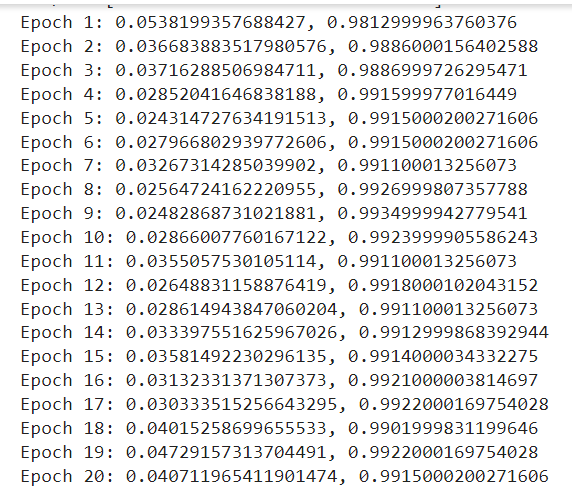 Epoch 1: 0.0538199357688427, 0.9812999963760376
Epoch 2: 0.036683883517980576, 0.9886000156402588
Epoch 3: 0.03716288506984711, 0.9886999726295471
Epoch 4: 0.02852041646838188, 0.991599977016449
Epoch 5: 0.024314727634191513, 0.9915000200271606
Epoch 6: 0.027966802939772606, 0.9915000200271606
Epoch 7: 0.03267314285039902, 0.991100013256073
Epoch 8: 0.02564724162220955, 0.9926999807357788
Epoch 9: 0.02482868731021881, 0.9934999942779541
Epoch 10: 0.02866007760167122, 0.9923999905586243
Epoch 11: 0.0355057530105114, 0.991100013256073
Epoch 12: 0.02648831158876419, 0.9918000102043152
Epoch 13: 0.028614943847060204, 0.991100013256073
Epoch 14: 0.033397551625967026, 0.9912999868392944
Epoch 15: 0.03581492230296135, 0.9914000034332275
Epoch 16: 0.03132331371307373, 0.9921000003814697
Epoch 17: 0.030333515256643295, 0.9922000169754028
Epoch 18: 0.04015258699655533, 0.9901999831199646
Epoch 19: 0.04729157313704491, 0.9922000169754028
Epoch 20: 0.040711965411901474, 0.9915000200271606